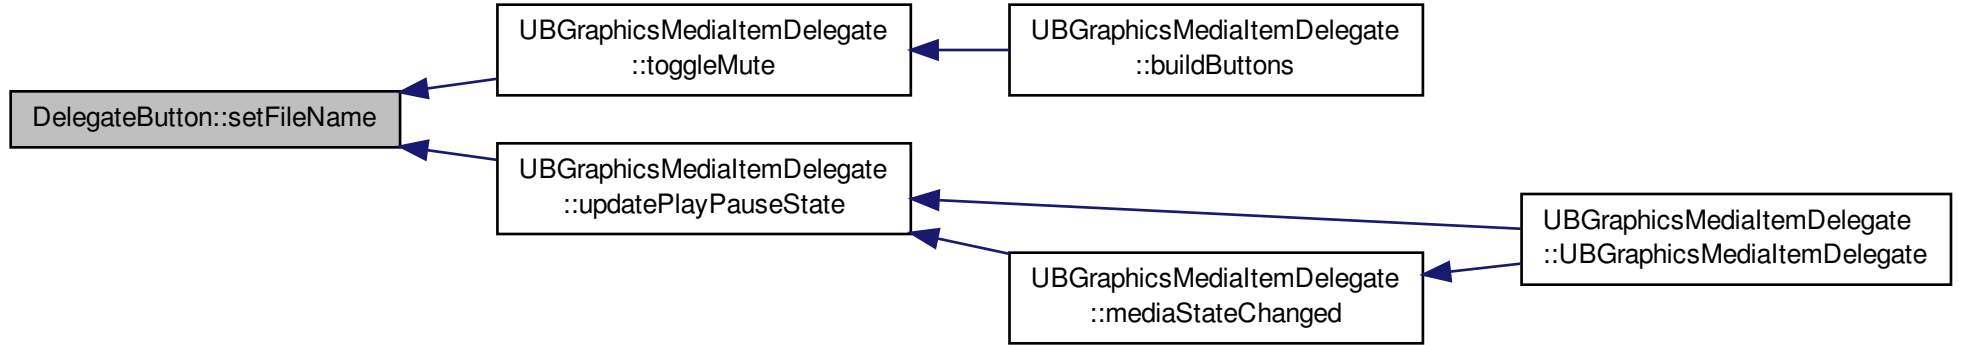 DelegateButton::setFileName
UBGraphicsMediaItemDelegate
::toggleMute
UBGraphicsMediaItemDelegate
::buildButtons
UBGraphicsMediaItemDelegate
::updatePlayPauseState
UBGraphicsMediaItemDelegate
::mediaStateChanged
UBGraphicsMediaItemDelegate
::UBGraphicsMediaItemDelegate